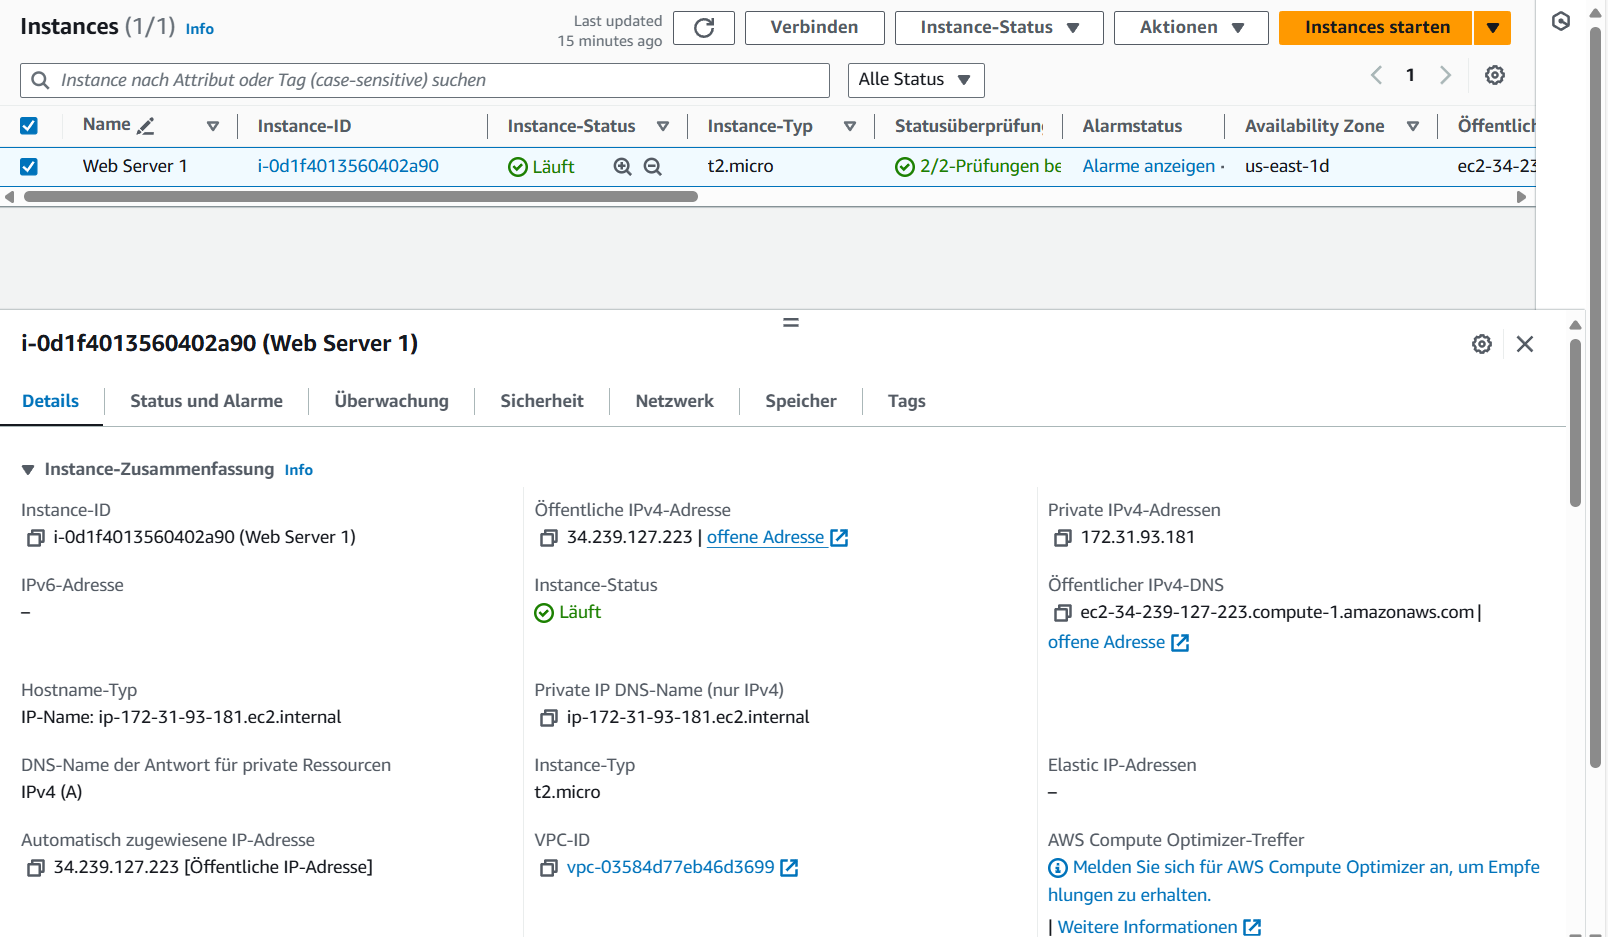 Instances (1/1) Info
Last updated
15 minutes ago
Verbinden
Instance-Status
Aktionen
Instances starten
Instance nach Attribut oder Tag (case-sensitive) suchen
Alle Status
1
Name Instance-ID Instance-Status Instance-Typ Statusüberprüfun Alarmstatus Availability Zone Öffentlich
Web Server 1 i-0d1f4013560402a90 Läuft t2.micro 2/2-Prüfungen be Alarme anzeigen us-east-1d ec2-34-23
i-0d1f4013560402a90 (Web Server 1)
Details Status und Alarme Überwachung Sicherheit Netzwerk Speicher Tags
Instance-Zusammenfassung Info
Instance-ID
i-0d1f4013560402a90 (Web Server 1)
Öffentliche IPv4-Adresse
34.239.127.223 | offene Adresse
Private IPv4-Adressen
172.31.93.181
IPv6-Adresse
–
Instance-Status
Läuft
Öffentlicher IPv4-DNS
ec2-34-239-127-223.compute-1.amazonaws.com |
offene Adresse
Hostname-Typ
IP-Name: ip-172-31-93-181.ec2.internal
Private IP DNS-Name (nur IPv4)
ip-172-31-93-181.ec2.internal
DNS-Name der Antwort für private Ressourcen
IPv4 (A)
Instance-Typ
t2.micro
Elastic IP-Adressen
–
Automatisch zugewiesene IP-Adresse
34.239.127.223 [Öffentliche IP-Adresse]
VPC-ID
vpc-03584d77eb46d3699
AWS Compute Optimizer-Treffer
Melden Sie sich für AWS Compute Optimizer an, um Empfe
hlungen zu erhalten.
| Weitere Informationen